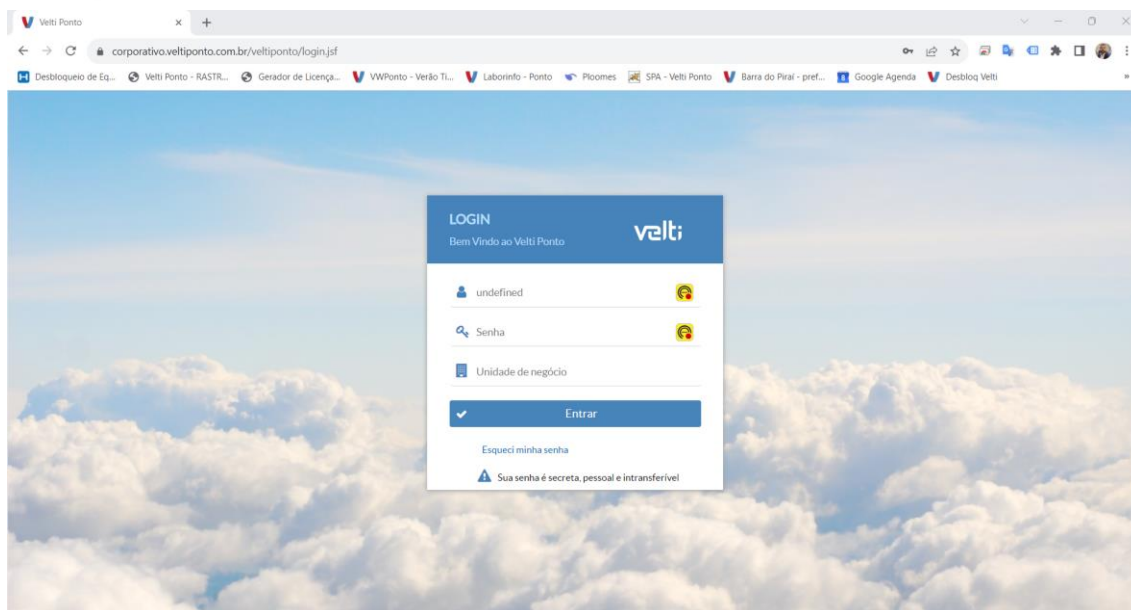 Velti Ponto
corporativo.veltiponto.com.br/veltiponto/login.jsf
Desbloqueio de Eq... Velti Ponto - RASTR... Gerador de Licença... VWPonto - Verão Ti... Laborinfo - Ponto Ploomes SPA - Velti Ponto Barra do Piraí - pref... Google Agenda Desbloq Velti
LOGIN
velti
Bem Vindo ao Velti Ponto
undefined
Senha
Unidade de negócio
Entrar
Esqueci minha senha
Sua senha é secreta, pessoal e intransferível